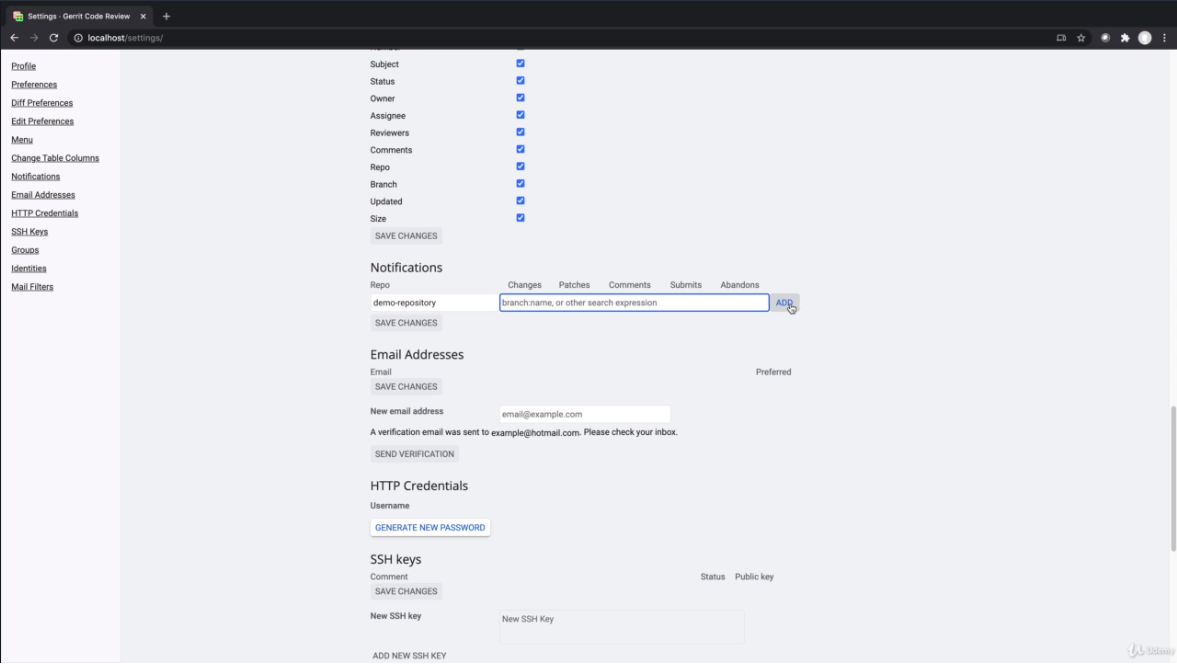 Settings · Gerrit Code Review
localhost/settings/
Profile
Preferences
Diff Preferences
Edit Preferences
Menu
Change Table Columns
Notifications
Email Addresses
HTTP Credentials
SSH Keys
Groups
Identities
Mail Filters
Subject
Status
Owner
Assignee
Reviewers
Comments
Repo
Branch
Updated
Size
SAVE CHANGES
Notifications
Repo Changes Patches Comments Submits Abandons
demo-repository branch:name, or other search expression ADD
SAVE CHANGES
Email Addresses
Email Preferred
SAVE CHANGES
New email address email@example.com
A verification email was sent to example@hotmail.com. Please check your inbox.
SEND VERIFICATION
HTTP Credentials
Username
GENERATE NEW PASSWORD
SSH keys
Comment Status Public key
SAVE CHANGES
New SSH key New SSH Key
ADD NEW SSH KEY
Udemy